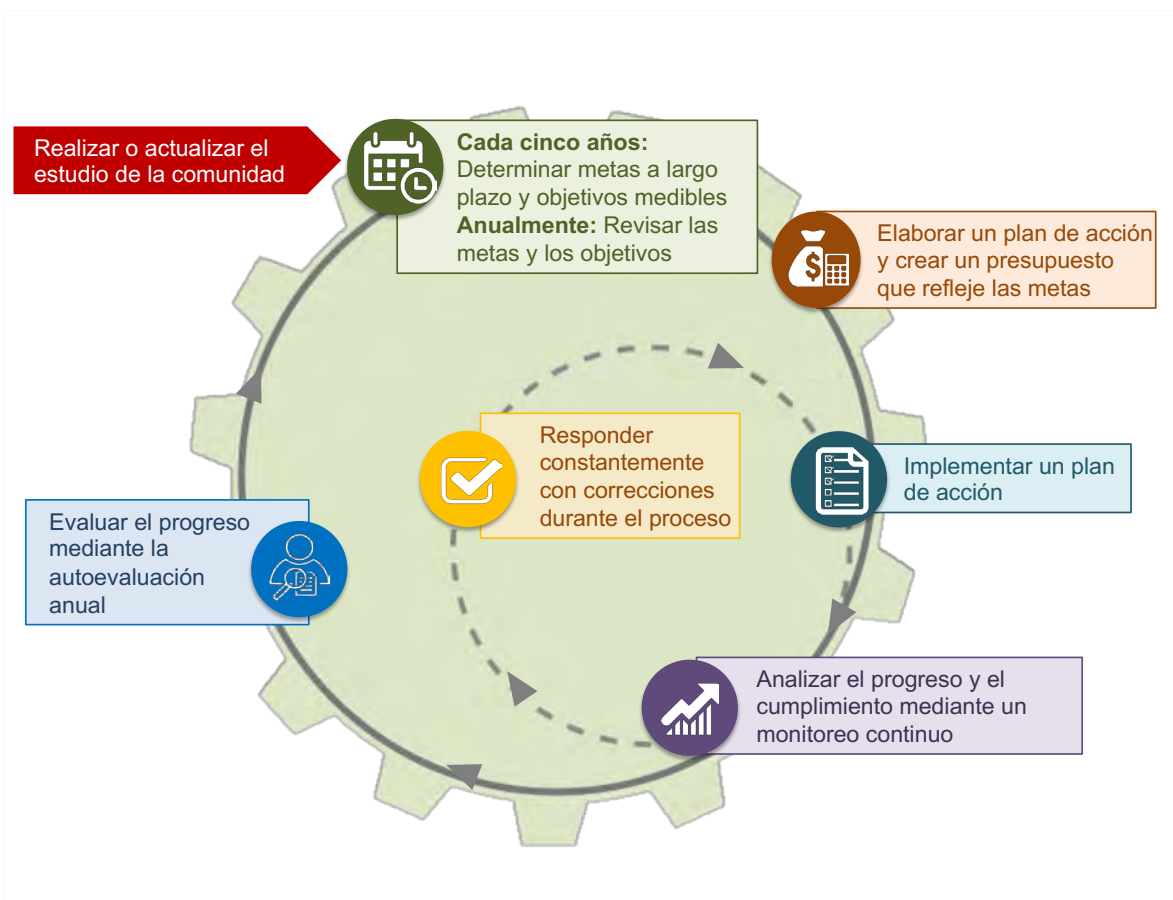 Realizar o actualizar el
estudio de la comunidad
Cada cinco años:
Determinar metas a largo
plazo y objetivos medibles
Anualmente: Revisar las
metas y los objetivos
Elaborar un plan de acción
y crear un presupuesto
que refleje las metas
$
Implementar un plan
de acción
Analizar el progreso y el
cumplimiento mediante un
monitoreo continuo
Responder
constantemente
con correcciones
durante el proceso
Evaluar el progreso
mediante la
autoevaluación
anual